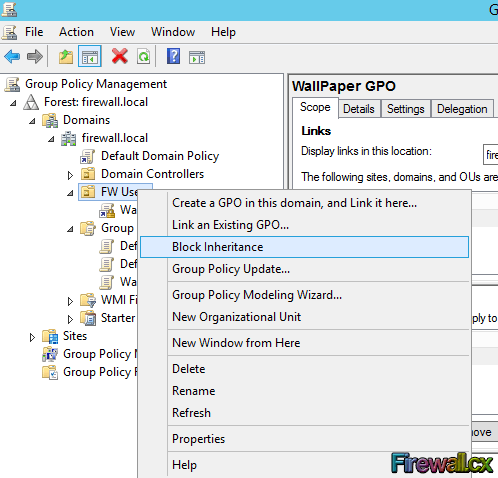 G
File Action View Window Help
Group Policy Management
Forest: firewall.local
Domains
firewall.local
Default Domain Policy
Domain Controllers
FW Use
Wa
Group
Def
Def
Wa
WMI Fi
Starter
Sites
Group Policy M
Group Policy R
WallPaper GPO
Scope Details Settings Delegation
Links
Display links in this location: fire
The following sites, domains, and OUs are
Create a GPO in this domain, and Link it here...
Link an Existing GPO...
Block Inheritance
Group Policy Update...
Group Policy Modeling Wizard...
New Organizational Unit
New Window from Here
Delete
Rename
Refresh
Properties
Help
ply to
ove
Firewall.cx